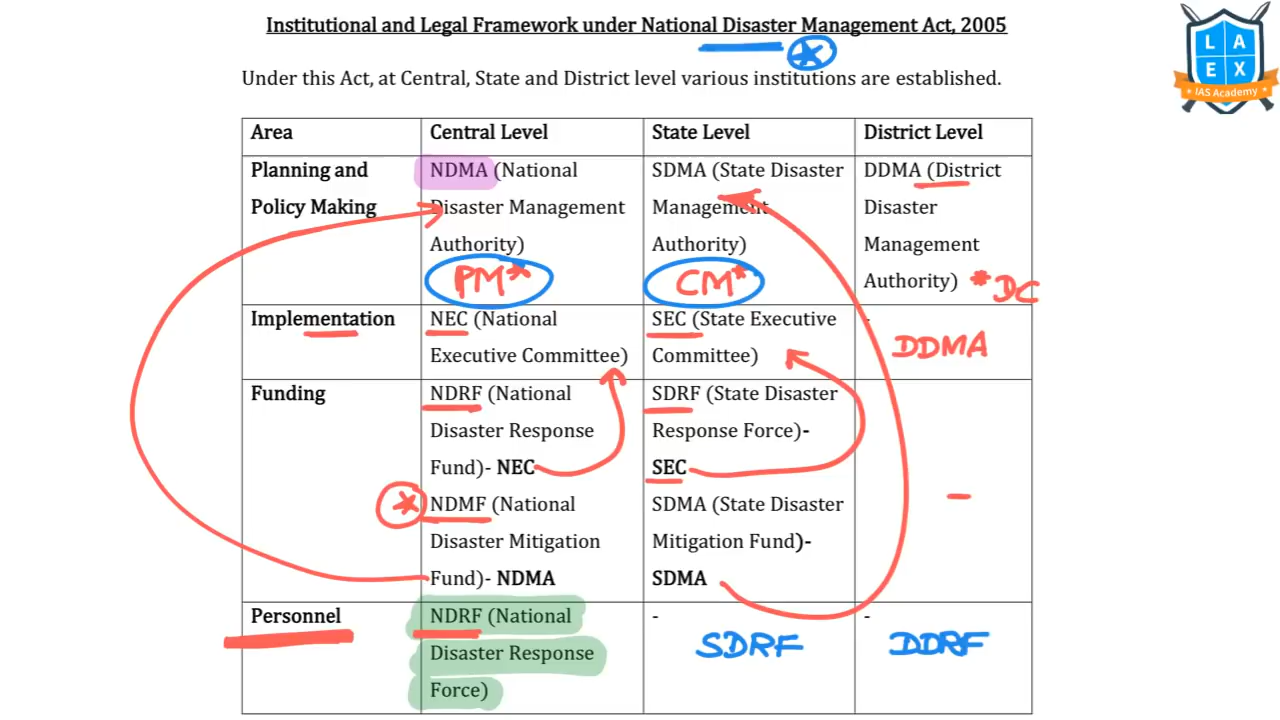 Institutional and Legal Framework under National Disaster Management Act, 2005
L A
E X
IAS Academy
Under this Act, at Central, State and District level various institutions are established.
Area
Central Level
State Level
District Level
Planning and
Policy Making
NDMA (National
Disaster Management
Authority)
PM*
SDMA (State Disaster
Management
Authority)
CM*
DDMA (District
Disaster
Management
Authority) * DC
Implementation
NEC (National
Executive Committee)
SEC (State Executive
Committee)
-
DDMA
Funding
NDRF (National
Disaster Response
Fund)- NEC
NDMF (National
Disaster Mitigation
Fund)- NDMA
SDRF (State Disaster
Response Force)-
SEC
SDMA (State Disaster
Mitigation Fund)-
SDMA
-
Personnel
NDRF (National
Disaster Response
Force)
-
SDRF
-
DDRF